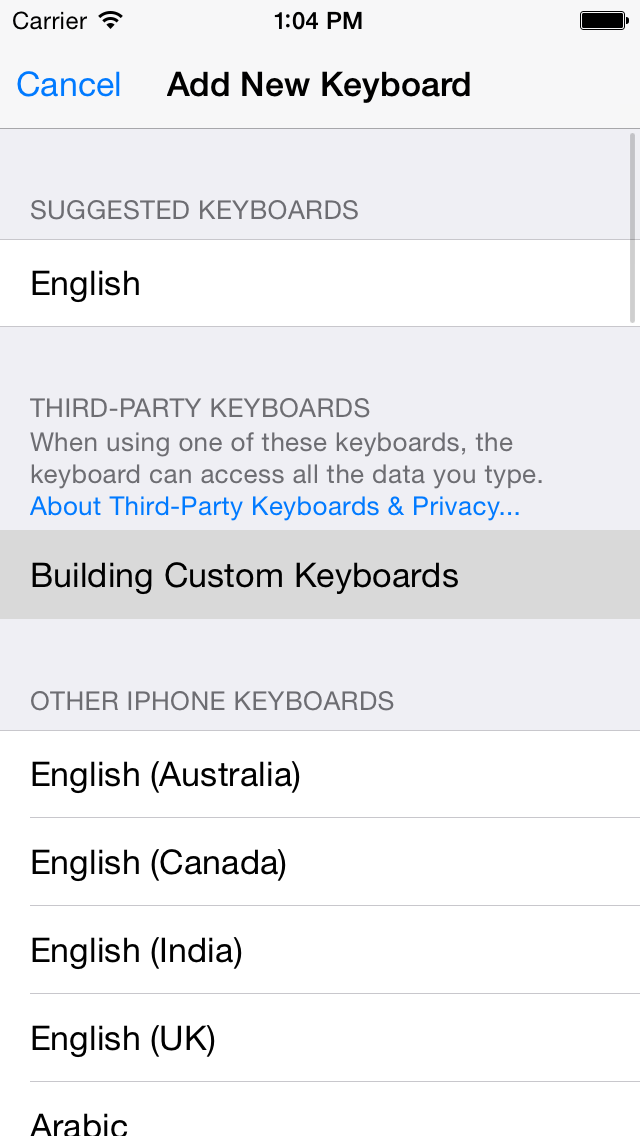 Carrier 1:04 PM
Cancel Add New Keyboard
SUGGESTED KEYBOARDS
English
THIRD-PARTY KEYBOARDS
When using one of these keyboards, the
keyboard can access all the data you type.
About Third-Party Keyboards & Privacy...
Building Custom Keyboards
OTHER IPHONE KEYBOARDS
English (Australia)
English (Canada)
English (India)
English (UK)
Arabic